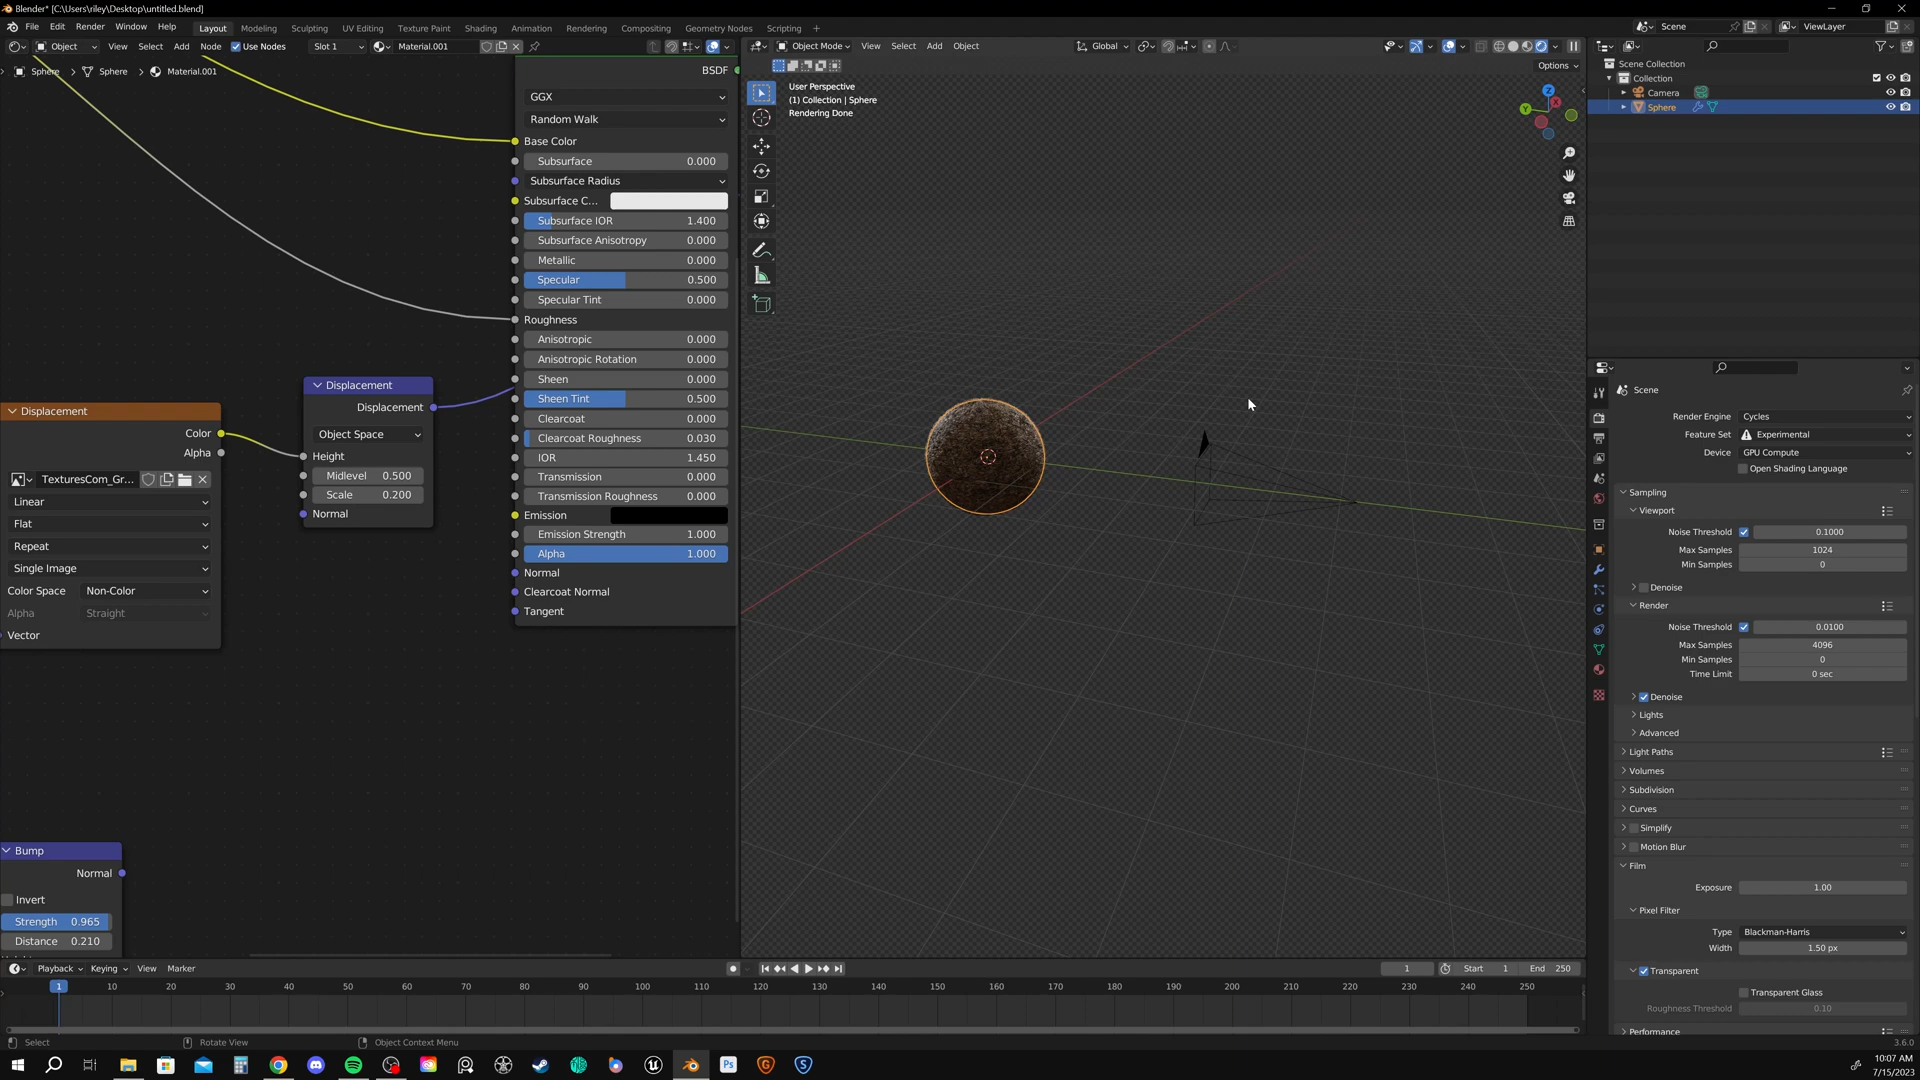 Blender* [C:\Users\riley\Desktop\untitled.blend]
File Edit Render Window Help Layout Modeling Sculpting UV Editing Texture Paint Shading Animation Rendering Compositing Geometry Nodes Scripting + Scene ViewLayer
Object View Select Add Node Use Nodes Slot 1 Material.001
Object Mode View Select Add Object Global
Sphere > Sphere > Material.001
Options
User Perspective
(1) Collection | Sphere
Rendering Done
BSDF
GGX
Random Walk
Base Color
Subsurface 0.000
Subsurface Radius
Subsurface C...
Subsurface IOR 1.400
Subsurface Anisotropy 0.000
Metallic 0.000
Specular 0.500
Specular Tint 0.000
Roughness
Anisotropic 0.000
Anisotropic Rotation 0.000
Sheen 0.000
Sheen Tint 0.500
Clearcoat 0.000
Clearcoat Roughness 0.030
IOR 1.450
Transmission 0.000
Transmission Roughness 0.000
Emission
Emission Strength 1.000
Alpha 1.000
Normal
Clearcoat Normal
Tangent
Displacement
Displacement
Object Space
Height
Midlevel 0.500
Scale 0.200
Normal
Displacement
Color
Alpha
TexturesCom_Gr...
Linear
Flat
Repeat
Single Image
Color Space Non-Color
Alpha Straight
Vector
Bump
Normal
Invert
Strength 0.965
Distance 0.210
Z
X
Y
Scene Collection
Collection
Camera
Sphere
Scene
Render Engine Cycles
Feature Set Experimental
Device GPU Compute
Open Shading Language
Sampling
Viewport
Noise Threshold 0.1000
Max Samples 1024
Min Samples 0
Denoise
Render
Noise Threshold 0.0100
Max Samples 4096
Min Samples 0
Time Limit 0 sec
Denoise
Lights
Advanced
Light Paths
Volumes
Subdivision
Curves
Simplify
Motion Blur
Film
Exposure 1.00
Pixel Filter
Type Blackman-Harris
Width 1.50 px
Transparent
Transparent Glass
Roughness Threshold 0.10
Performance
Playback Keying View Marker 1 Start 1 End 250
1 10 20 30 40 50 60 70 80 90 100 110 120 130 140 150 160 170 180 190 200 210 220 230 240 250
Select Rotate View Object Context Menu 3.6.0
Ps G S
10:07 AM
7/15/2023